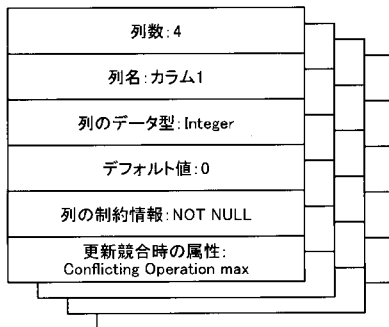 列数:4
列名:カラム1
列のデータ型:Integer
デフォルト値:0
列の制約情報:NOT NULL
更新競合時の属性:
Conflicting Operation max